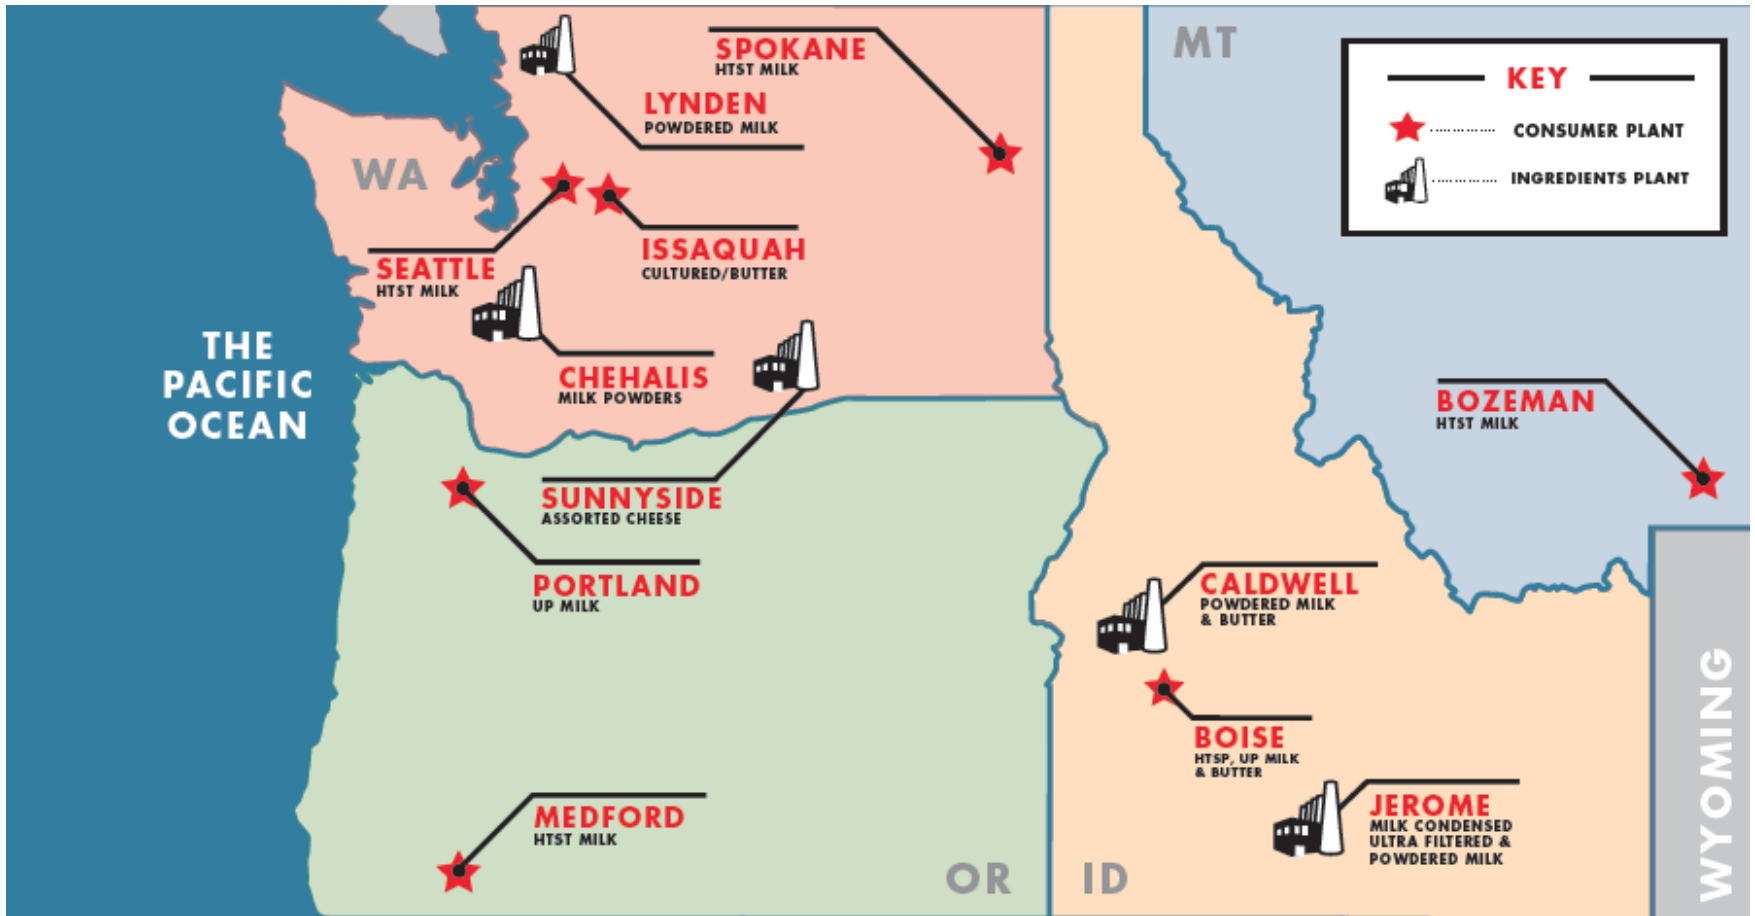 SPOKANE
HTST MILK
MT
KEY
CONSUMER PLANT
INGREDIENTS PLANT
LYNDEN
POWDERED MILK
WA
ISSAQUAH
CULTURED/BUTTER
SEATTLE
HTST MILK
THE
PACIFIC
OCEAN
CHEHALIS
MILK POWDERS
BOZEMAN
HTST MILK
SUNNYSIDE
ASSORTED CHEESE
PORTLAND
UP MILK
CALDWELL
POWDERED MILK
& BUTTER
BOISE
HTSP, UP MILK
& BUTTER
MEDFORD
HTST MILK
JEROME
MILK CONDENSED
ULTRA FILTERED &
POWDERED MILK
OR
ID
WYOMING